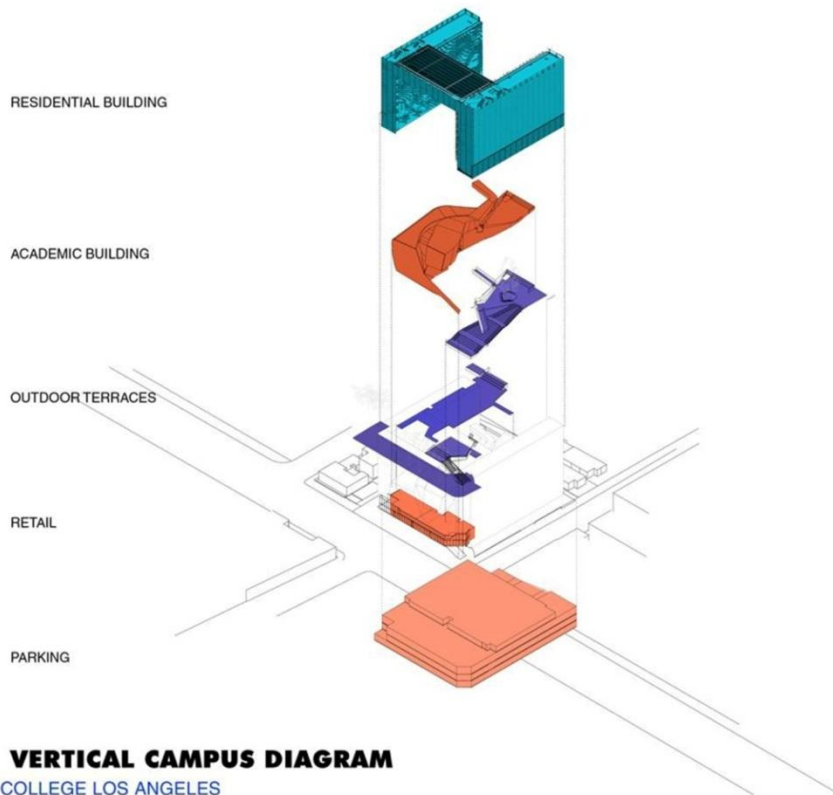 RESIDENTIAL BUILDING
ACADEMIC BUILDING
OUTDOOR TERRACES
RETAIL
PARKING
VERTICAL CAMPUS DIAGRAM
COLLEGE LOS ANGELES